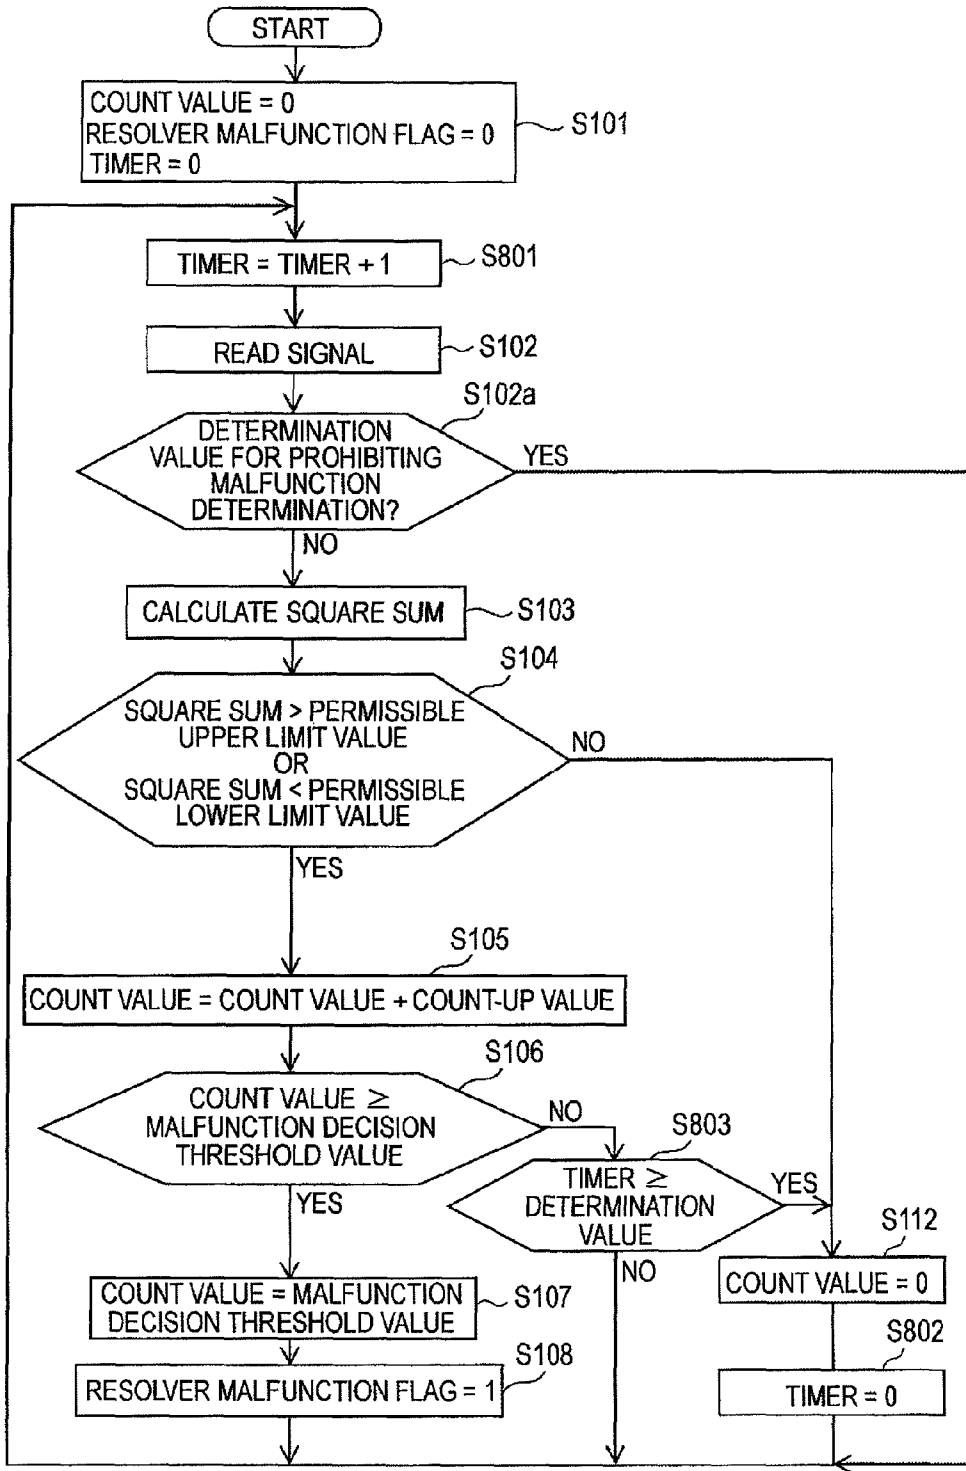 START
COUNT VALUE = 0
RESOLVER MALFUNCTION FLAG = 0
TIMER = 0
S101
TIMER = TIMER + 1
S801
READ SIGNAL
S102
S102a
DETERMINATION
VALUE FOR PROHIBITING
MALFUNCTION
DETERMINATION?
YES
NO
CALCULATE SQUARE SUM
S103
S104
SQUARE SUM > PERMISSIBLE
UPPER LIMIT VALUE
OR
SQUARE SUM < PERMISSIBLE
LOWER LIMIT VALUE
NO
YES
S105
COUNT VALUE = COUNT VALUE + COUNT-UP VALUE
S106
COUNT VALUE ≥
MALFUNCTION DECISION
THRESHOLD VALUE
NO
YES
S803
TIMER ≥
DETERMINATION
VALUE
YES
NO
S112
COUNT VALUE = 0
COUNT VALUE = MALFUNCTION
DECISION THRESHOLD VALUE
S107
S802
TIMER = 0
S108
RESOLVER MALFUNCTION FLAG = 1